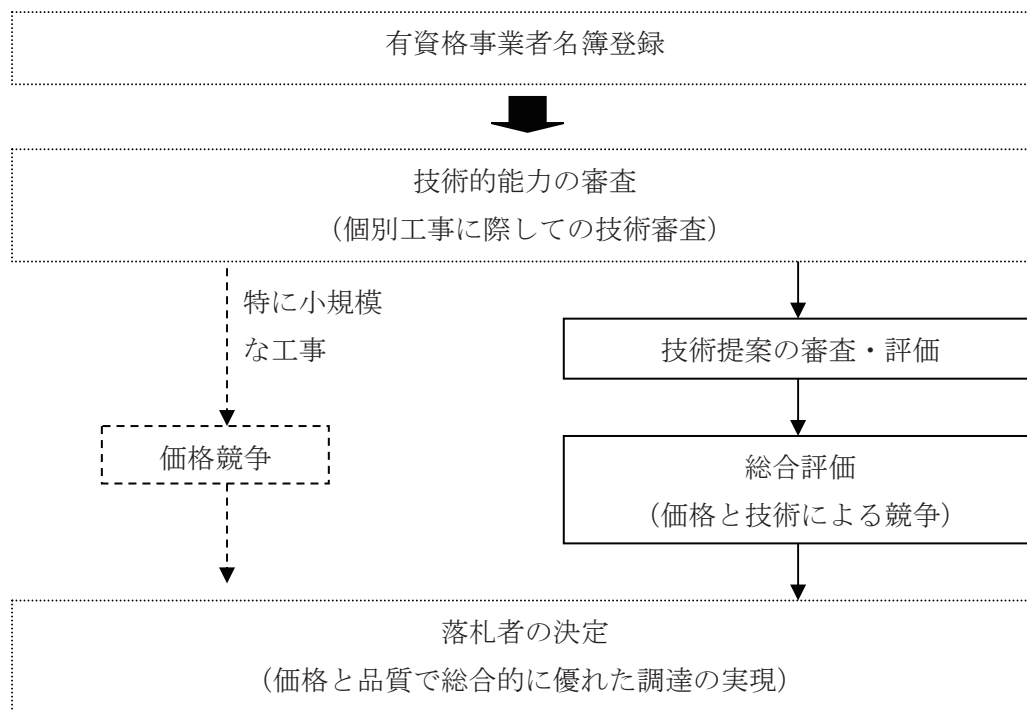 有資格事業者名簿登録
技術的能力の審査
（個別工事に際しての技術審査）
特に小規模
な工事
技術提案の審査・評価
価格競争
総合評価
（価格と技術による競争）
落札者の決定
（価格と品質で総合的に優れた調達の実現）